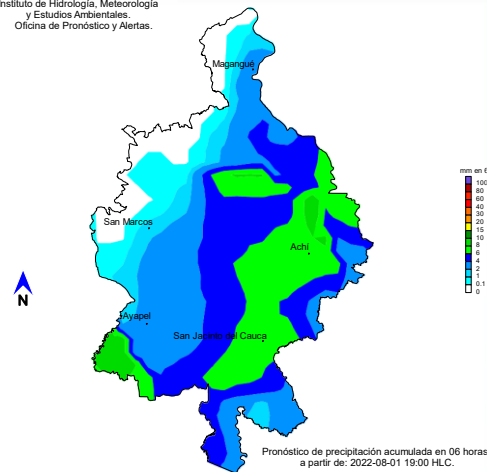 Instituto de Hidrología, Meteorología
y Estudios Ambientales.
Oficina de Pronóstico y Alertas.
Magangué
San Marcos
Achí
Ayapel
San Jacinto del Cauca
N
mm en 6
100
80
60
40
30
20
15
10
8
6
4
2
1
0.1
0
Pronóstico de precipitación acumulada en 06 horas
a partir de: 2022-08-01 19:00 HLC.